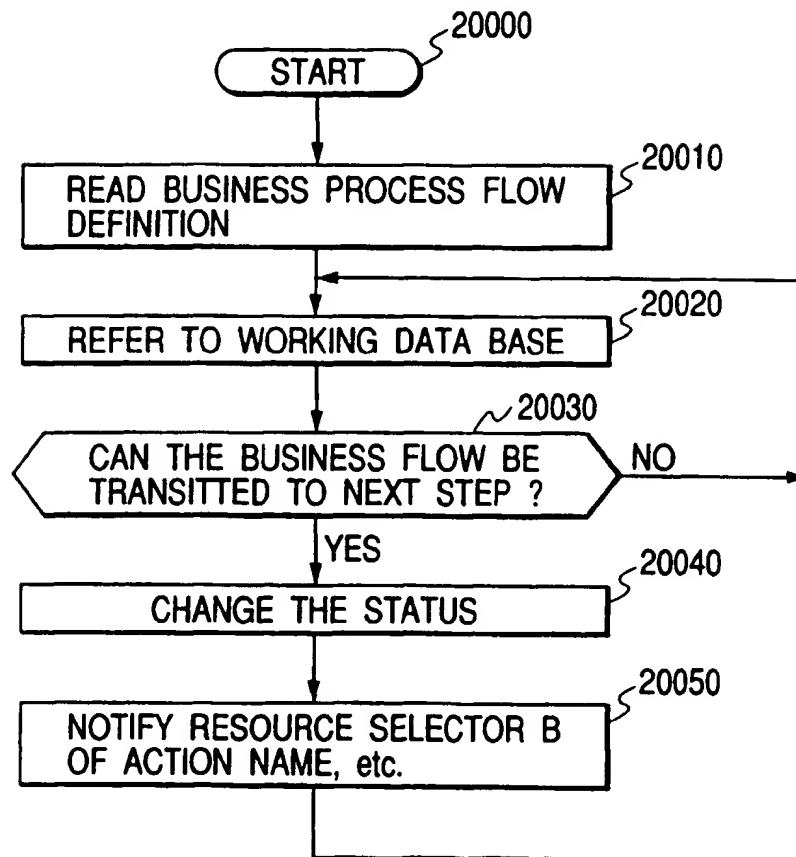 20000
START
20010
READ BUSINESS PROCESS FLOW
DEFINITION
20020
REFER TO WORKING DATA BASE
20030
CAN THE BUSINESS FLOW BE
TRANSITTED TO NEXT STEP ?
NO
YES
20040
CHANGE THE STATUS
20050
NOTIFY RESOURCE SELECTOR B
OF ACTION NAME, etc.